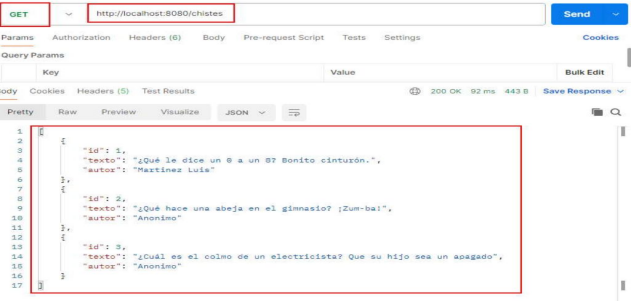 GET http://localhost:8080/chistes Send
Params Authorization Headers (6) Body Pre-request Script Tests Settings Cookies
Query Params
Key Value Bulk Edit
ody Cookies Headers (5) Test Results 200 OK 92 ms 443 B Save Response
Pretty Raw Preview Visualize JSON
1 [
2 {
3 "id": 1,
4 "texto": "¿Qué le dice un 0 a un 8? Bonito cinturón.",
5 "autor": "Martinez Luis"
6 },
7 {
8 "id": 2,
9 "texto": "¿Qué hace una abeja en el gimnasio? ¡Zum-ba!",
10 "autor": "Anonimo"
11 },
12 {
13 "id": 3,
14 "texto": "¿Cuál es el colmo de un electricista? Que su hijo sea un apagado",
15 "autor": "Anonimo"
16 }
17 ]